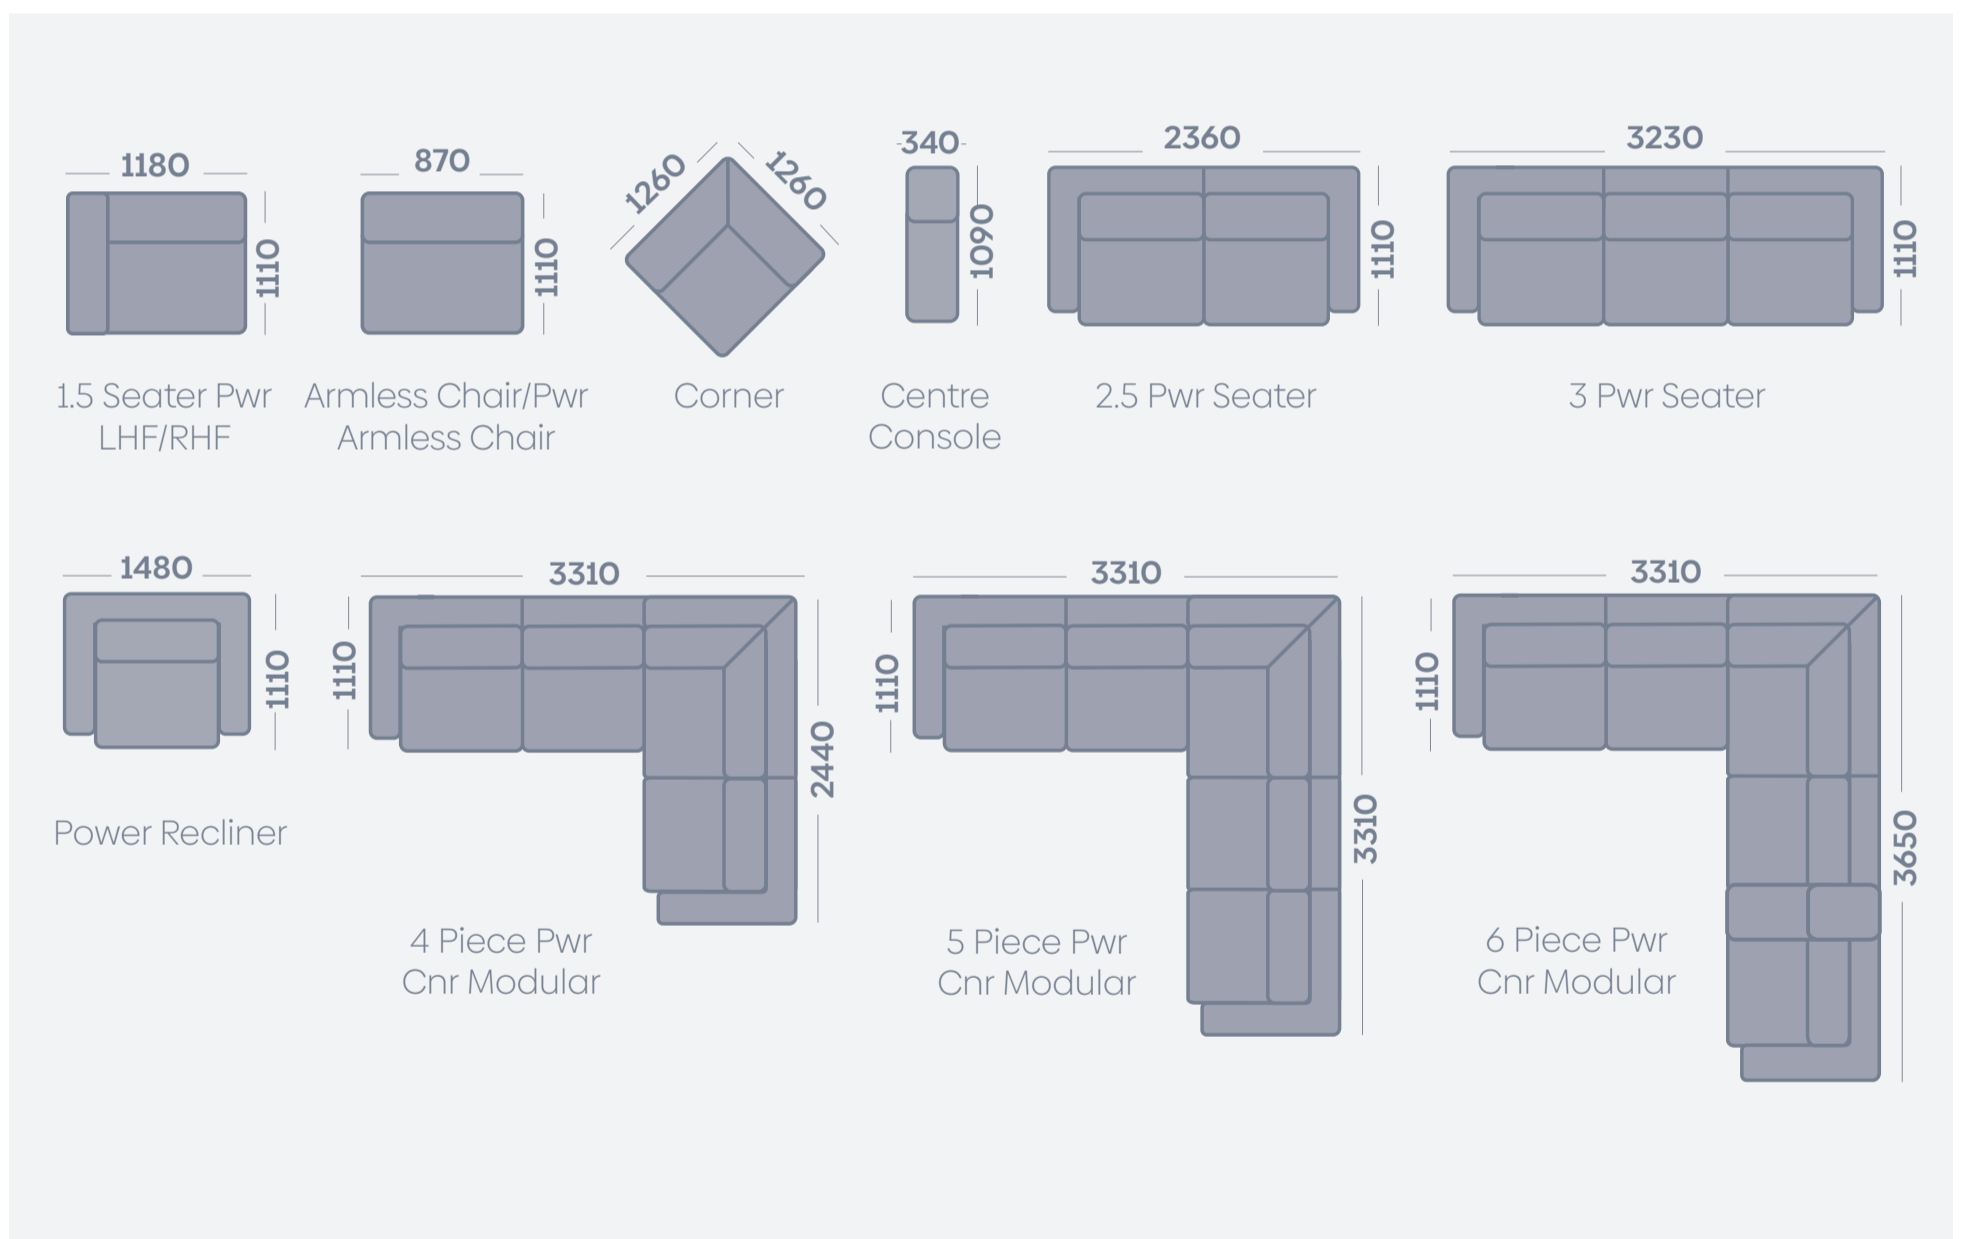 1180
1110
1.5 Seater Pwr
LHF/RHF
870
1110
Armless Chair/Pwr
Armless Chair
1260
1260
Corner
340
1090
Centre
Console
2360
1110
2.5 Pwr Seater
3230
1110
3 Pwr Seater
1480
1110
Power Recliner
3310
1110
2440
4 Piece Pwr
Cnr Modular
3310
1110
3310
5 Piece Pwr
Cnr Modular
3310
1110
3650
6 Piece Pwr
Cnr Modular